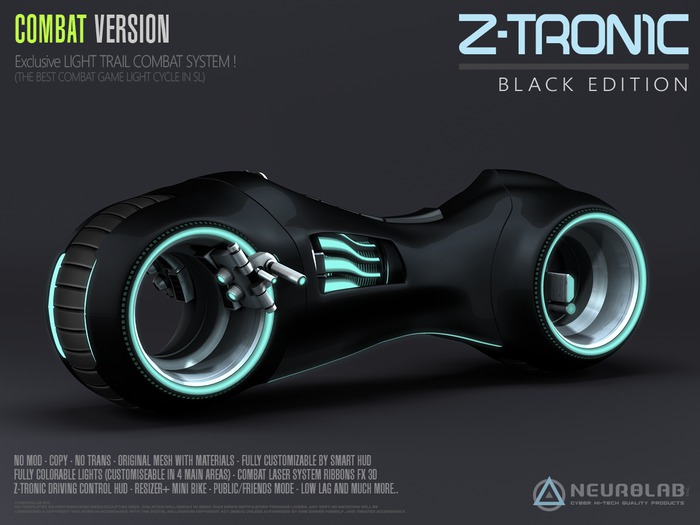 COMBAT VERSION
Exclusive LIGHT TRAIL COMBAT SYSTEM !
(THE BEST COMBAT GAME LIGHT CYCLE IN SL)
Z-TRON1C
BLACK EDITION
NO MOD - COPY - NO TRANS - ORIGINAL MESH WITH MATERIALS - FULLY CUSTOMIZABLE BY SMART HUD
FULLY COLORABLE LIGHTS (CUSTOMISEABLE IN 4 MAIN AREAS) - COMBAT LASER SYSTEM RIBBONS FX 3D
Z-TRONIC DRIVING CONTROL HUD - RESIZER+ MINI BIKE - PUBLIC/FRIENDS MODE - LOW LAG AND MUCH MORE..
NEUROLAB
CYBER HI-TECH QUALITY PRODUCTS